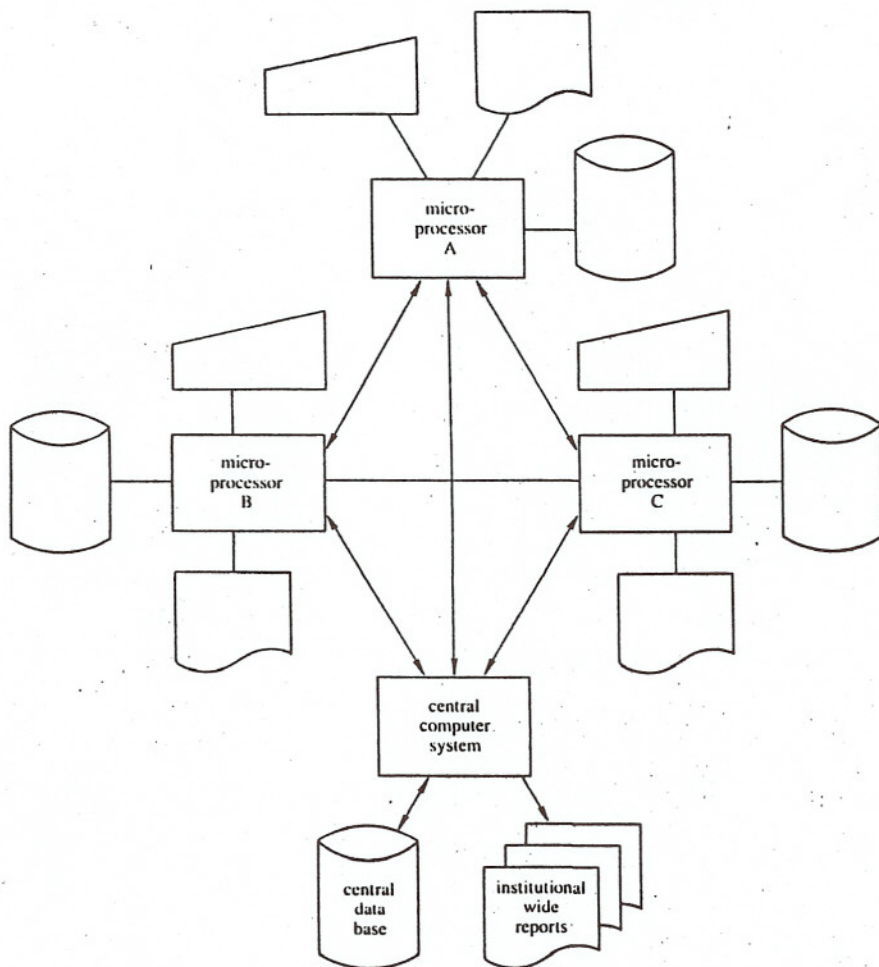 micro-
processor
A
micro-
processor
B
micro-
processor
C
central
computer
system
central
data
base
institutional
wide
reports